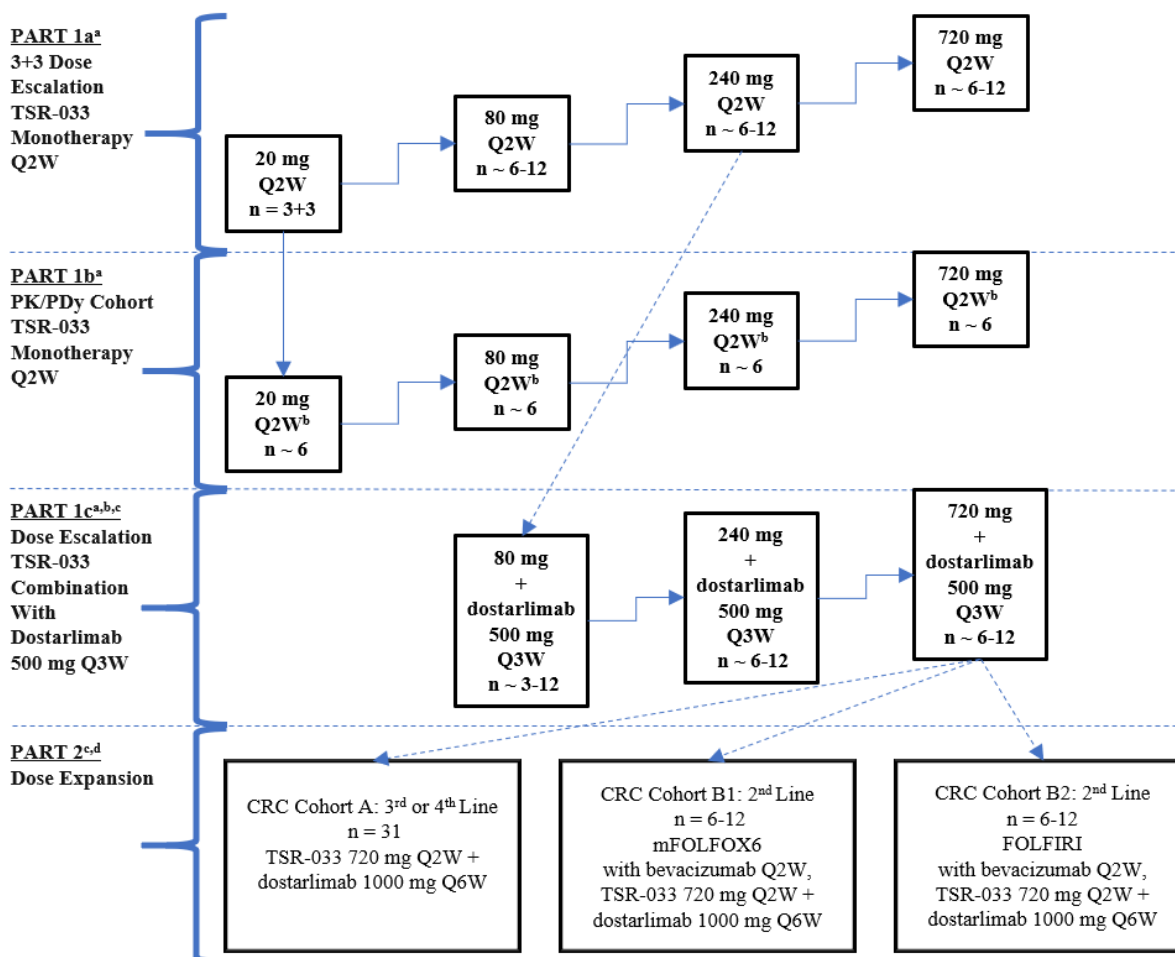 PART 1aᵃ
3+3 Dose
Escalation
TSR-033
Monotherapy
Q2W
20 mg
Q2W
n = 3+3
80 mg
Q2W
n ~ 6-12
240 mg
Q2W
n ~ 6-12
720 mg
Q2W
n ~ 6-12
PART 1bᵃ
PK/PDy Cohort
TSR-033
Monotherapy
Q2W
20 mg
Q2Wᵇ
n ~ 6
80 mg
Q2Wᵇ
n ~ 6
240 mg
Q2Wᵇ
n ~ 6
720 mg
Q2Wᵇ
n ~ 6
PART 1cᵃ,ᵇ,ᶜ
Dose Escalation
TSR-033
Combination
With
Dostarlimab
500 mg Q3W
80 mg
+
dostarlimab
500 mg
Q3W
n ~ 3-12
240 mg
+
dostarlimab
500 mg
Q3W
n ~ 6-12
720 mg
+
dostarlimab
500 mg
Q3W
n ~ 6-12
PART 2ᶜ,ᵈ
Dose Expansion
CRC Cohort A: 3ʳᵈ or 4ᵗʰ Line
n = 31
TSR-033 720 mg Q2W +
dostarlimab 1000 mg Q6W
CRC Cohort B1: 2ⁿᵈ Line
n = 6-12
mFOLFOX6
with bevacizumab Q2W,
TSR-033 720 mg Q2W +
dostarlimab 1000 mg Q6W
CRC Cohort B2: 2ⁿᵈ Line
n = 6-12
FOLFIRI
with bevacizumab Q2W,
TSR-033 720 mg Q2W +
dostarlimab 1000 mg Q6W